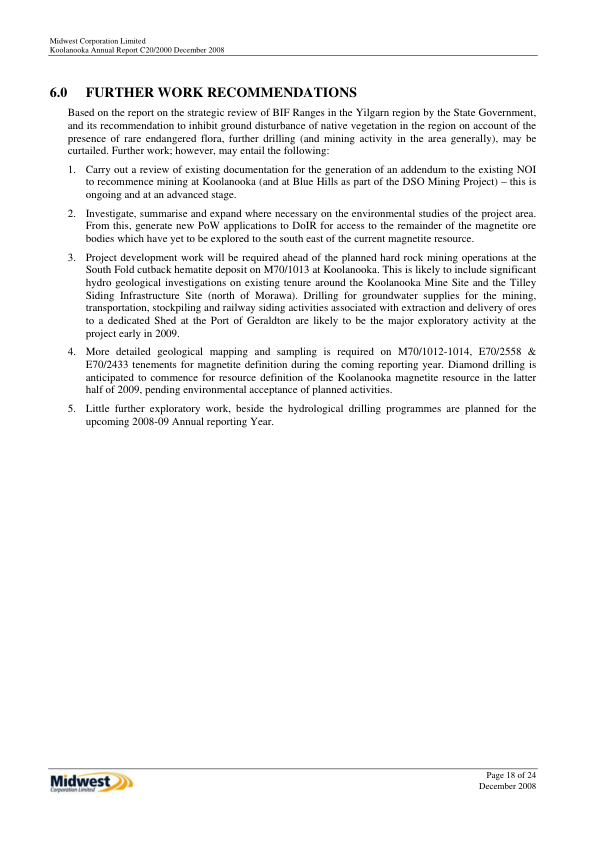 Midwest Corporation Limited
Koolanooka Annual Report C20/2000 December 2008
6.0 FURTHER WORK RECOMMENDATIONS
Based on the report on the strategic review of BIF Ranges in the Yilgarn region by the State Government,
and its recommendation to inhibit ground disturbance of native vegetation in the region on account of the
presence of rare endangered flora, further drilling (and mining activity in the area generally), may be
curtailed. Further work; however, may entail the following:
1. Carry out a review of existing documentation for the generation of an addendum to the existing NOI
to recommence mining at Koolanooka (and at Blue Hills as part of the DSO Mining Project) – this is
ongoing and at an advanced stage.
2. Investigate, summarise and expand where necessary on the environmental studies of the project area.
From this, generate new PoW applications to DoIR for access to the remainder of the magnetite ore
bodies which have yet to be explored to the south east of the current magnetite resource.
3. Project development work will be required ahead of the planned hard rock mining operations at the
South Fold cutback hematite deposit on M70/1013 at Koolanooka. This is likely to include significant
hydro geological investigations on existing tenure around the Koolanooka Mine Site and the Tilley
Siding Infrastructure Site (north of Morawa). Drilling for groundwater supplies for the mining,
transportation, stockpiling and railway siding activities associated with extraction and delivery of ores
to a dedicated Shed at the Port of Geraldton are likely to be the major exploratory activity at the
project early in 2009.
4. More detailed geological mapping and sampling is required on M70/1012-1014, E70/2558 &
E70/2433 tenements for magnetite definition during the coming reporting year. Diamond drilling is
anticipated to commence for resource definition of the Koolanooka magnetite resource in the latter
half of 2009, pending environmental acceptance of planned activities.
5. Little further exploratory work, beside the hydrological drilling programmes are planned for the
upcoming 2008-09 Annual reporting Year.
Midwest
Corporation Limited
Page 18 of 24
December 2008